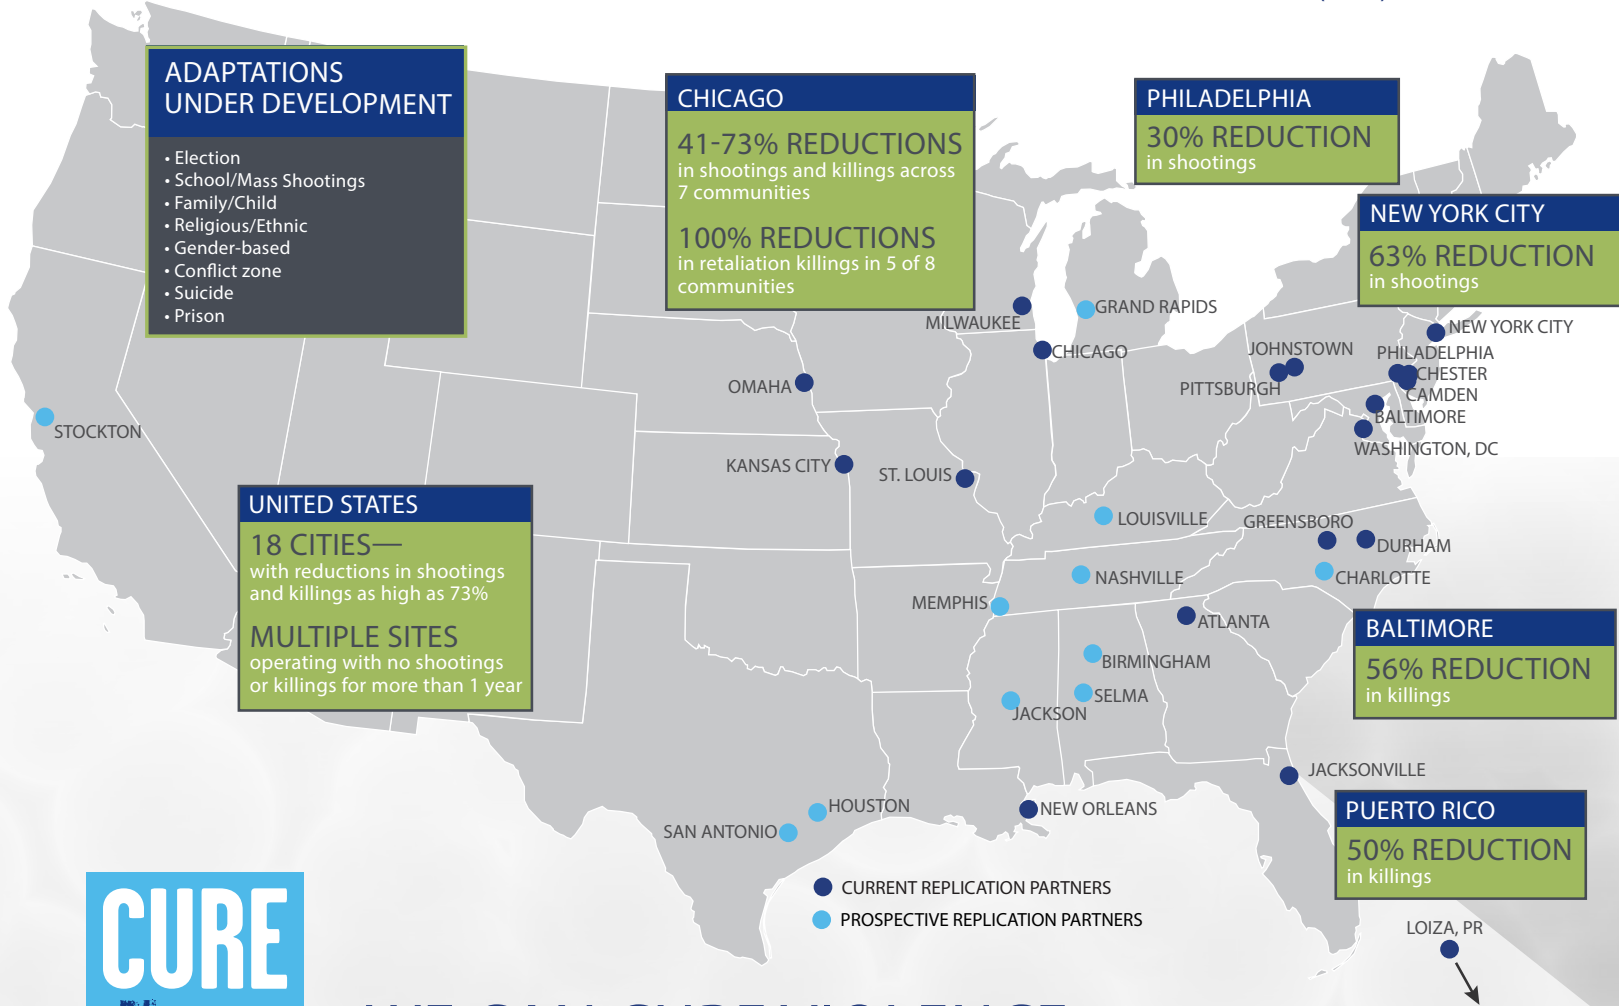 ADAPTATIONS
UNDER DEVELOPMENT
• Election
• School/Mass Shootings
• Family/Child
• Religious/Ethnic
• Gender-based
• Conflict zone
• Suicide
• Prison
CHICAGO
41-73% REDUCTIONS
in shootings and killings across
7 communities
100% REDUCTIONS
in retaliation killings in 5 of 8
communities
PHILADELPHIA
30% REDUCTION
in shootings
NEW YORK CITY
63% REDUCTION
in shootings
MILWAUKEE
GRAND RAPIDS
CHICAGO
NEW YORK CITY
JOHNSTOWN
PHILADELPHIA
PITTSBURGH
CHESTER
CAMDEN
BALTIMORE
WASHINGTON, DC
OMAHA
STOCKTON
KANSAS CITY
ST. LOUIS
UNITED STATES
18 CITIES—
with reductions in shootings
and killings as high as 73%
MULTIPLE SITES
operating with no shootings
or killings for more than 1 year
LOUISVILLE
GREENSBORO
DURHAM
NASHVILLE
CHARLOTTE
MEMPHIS
ATLANTA
BIRMINGHAM
SELMA
JACKSON
BALTIMORE
56% REDUCTION
in killings
JACKSONVILLE
HOUSTON
NEW ORLEANS
SAN ANTONIO
PUERTO RICO
50% REDUCTION
in killings
CURRENT REPLICATION PARTNERS
PROSPECTIVE REPLICATION PARTNERS
LOIZA, PR
CURE
WE CAN CURE VIOLENCE